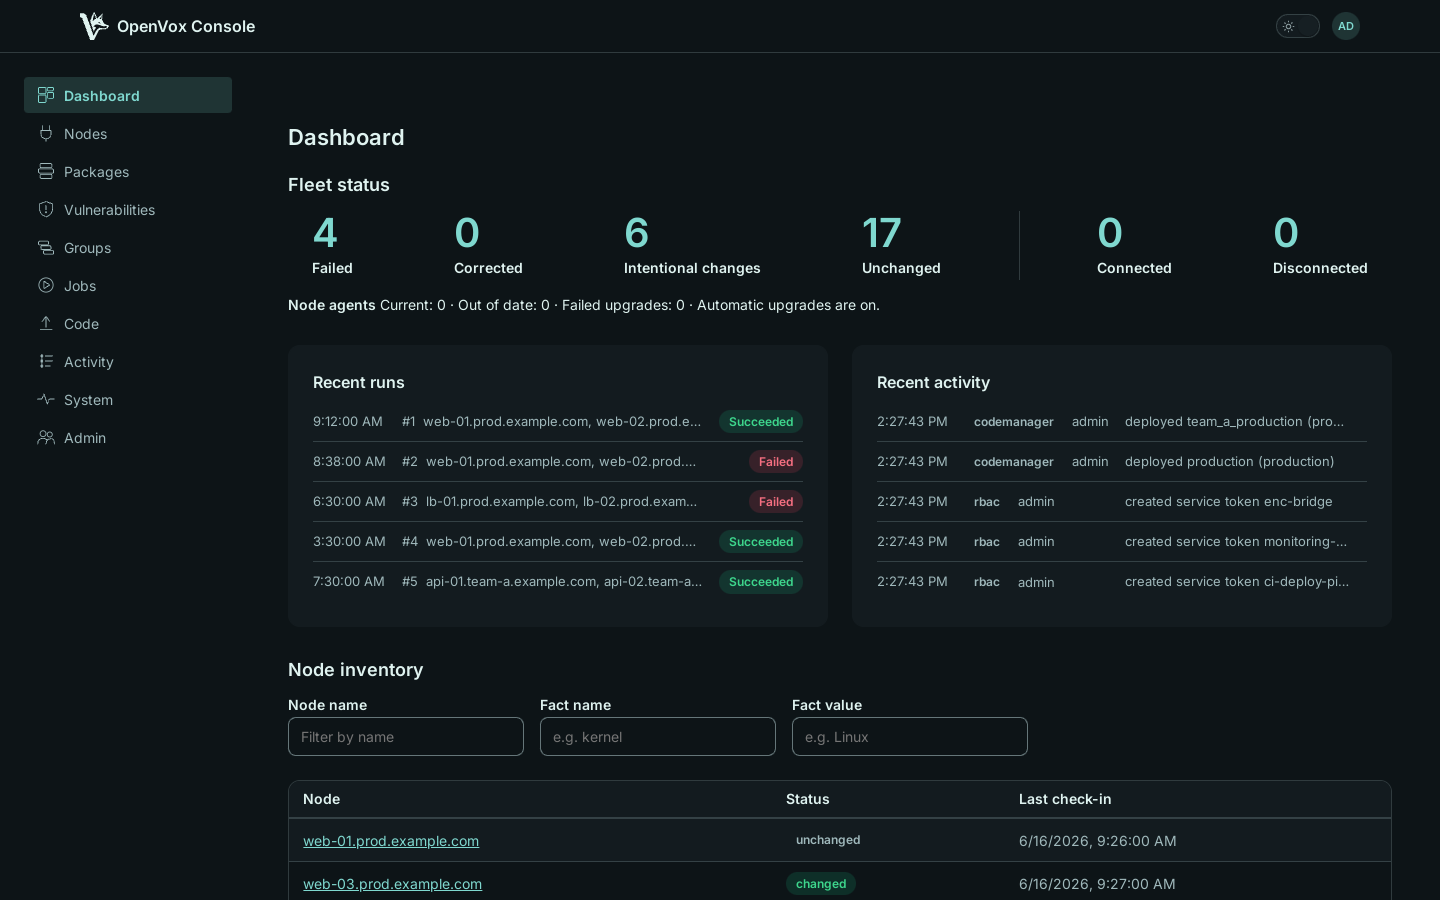 OpenVox Console
AD
Dashboard
Nodes
Packages
Vulnerabilities
Groups
Jobs
Code
Activity
System
Admin
Dashboard
Fleet status
4 0 6 17 0 0
Failed Corrected Intentional changes Unchanged Connected Disconnected
Node agents Current: 0 · Out of date: 0 · Failed upgrades: 0 · Automatic upgrades are on.
Recent runs
9:12:00 AM #1 web-01.prod.example.com, web-02.prod.e... Succeeded
8:38:00 AM #2 web-01.prod.example.com, web-02.prod.... Failed
6:30:00 AM #3 lb-01.prod.example.com, lb-02.prod.exam... Failed
3:30:00 AM #4 web-01.prod.example.com, web-02.prod.... Succeeded
7:30:00 AM #5 api-01.team-a.example.com, api-02.team-a... Succeeded
Recent activity
2:27:43 PM codemanager admin deployed team_a_production (pro...
2:27:43 PM codemanager admin deployed production (production)
2:27:43 PM rbac admin created service token enc-bridge
2:27:43 PM rbac admin created service token monitoring-...
2:27:43 PM rbac admin created service token ci-deploy-pi...
Node inventory
Node name Fact name Fact value
Filter by name e.g. kernel e.g. Linux
Node Status Last check-in
web-01.prod.example.com unchanged 6/16/2026, 9:26:00 AM
web-03.prod.example.com changed 6/16/2026, 9:27:00 AM